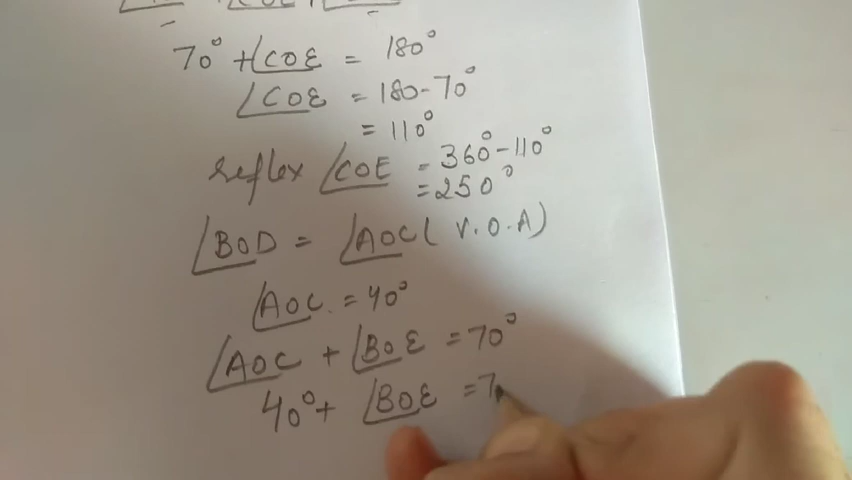 70° + ∠COE = 180°
∠COE = 180 - 70°
= 110°
reflex ∠COE = 360° - 110°
= 250°
∠BOD = ∠AOC ( V.O.A)
∠AOC = 40°
∠AOC + ∠BOE = 70°
40° + ∠BOE = 7